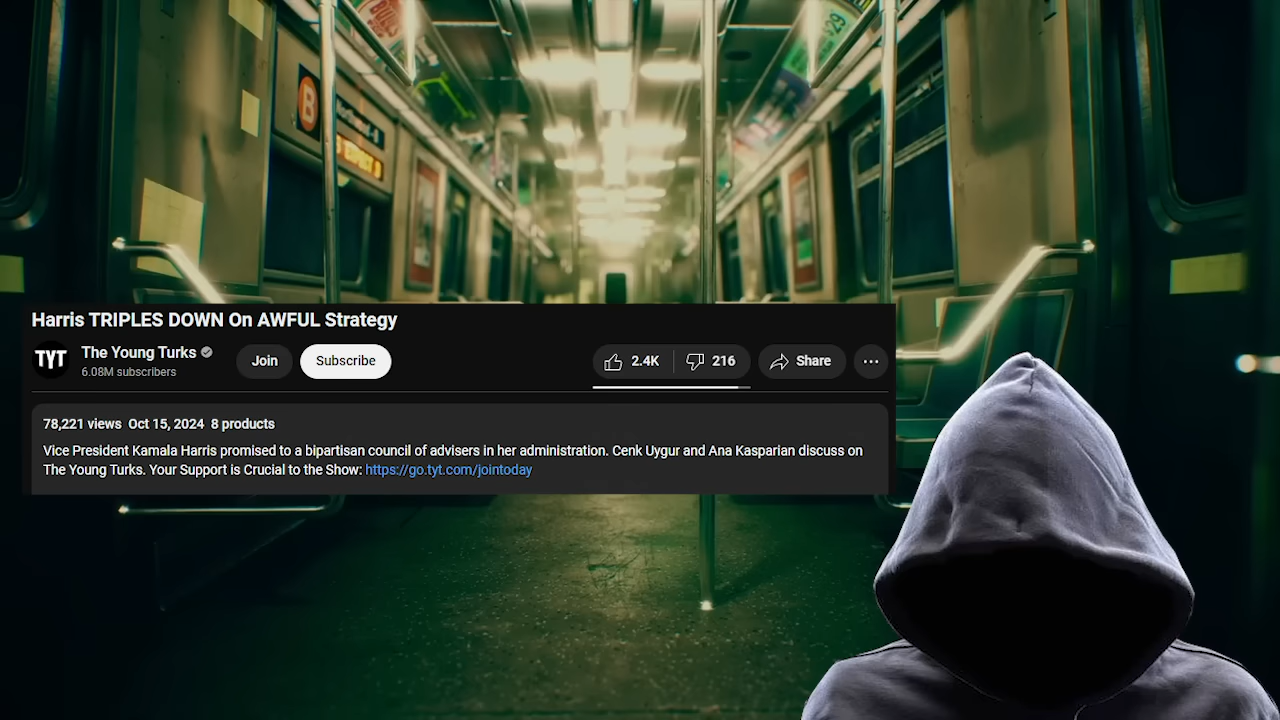 B
29
Harris TRIPLES DOWN On AWFUL Strategy
TYT
The Young Turks
6.08M subscribers
Join
Subscribe
2.4K
216
Share
78,221 views Oct 15, 2024 8 products
Vice President Kamala Harris promised to a bipartisan council of advisers in her administration. Cenk Uygur and Ana Kasparian discuss on
The Young Turks. Your Support is Crucial to the Show: https://go.tyt.com/jointoday